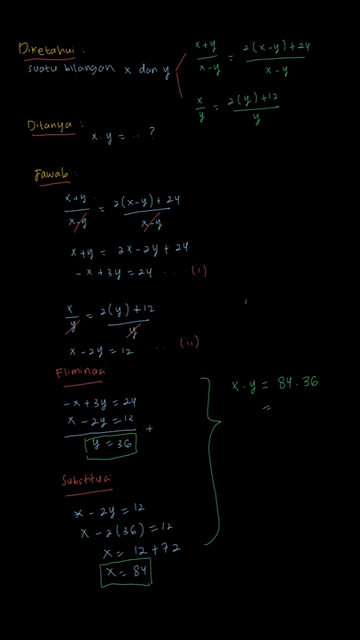 Diketahui :
suatu bilangan x dan y
x+y / x-y = 2(x-y)+24 / x-y
x / y = 2(y)+12 / y
Ditanya :
x.y = .. ?
Jawab :
x+y / x-y = 2(x-y)+24 / x-y
x+y = 2x-2y+24
-x+3y = 24 .... (i)
x / y = 2(y)+12 / y
x-2y = 12 .... (ii)
Eliminasi
-x+3y = 24
x-2y = 12
+
y = 36
Substitusi
x-2y = 12
x-2(36) = 12
x = 12+72
x = 84
x.y = 84.36
=